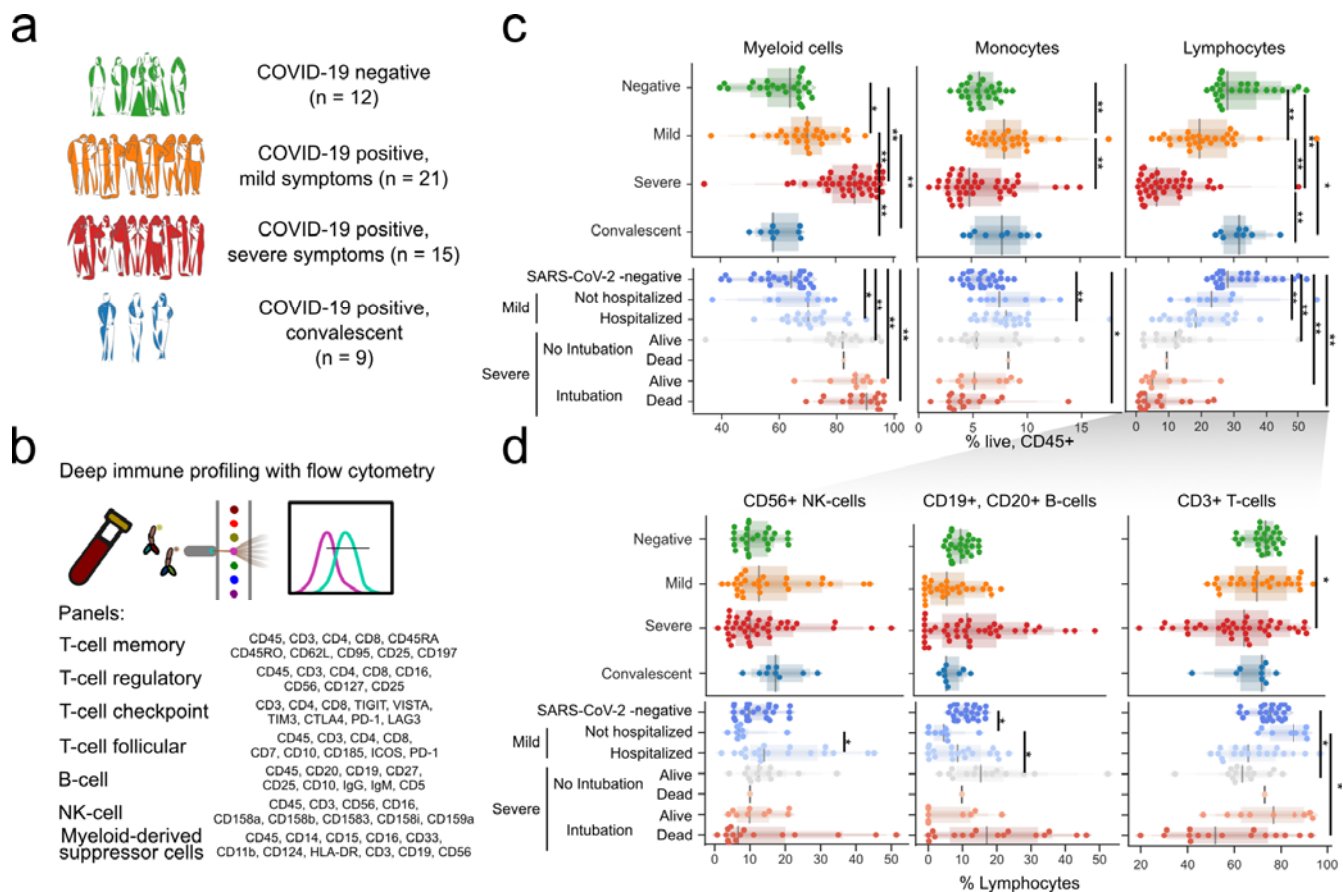 a
COVID-19 negative
(n = 12)
COVID-19 positive,
mild symptoms (n = 21)
COVID-19 positive,
severe symptoms (n = 15)
COVID-19 positive,
convalescent
(n = 9)
b
Deep immune profiling with flow cytometry
Panels:
T-cell memory
CD45, CD3, CD4, CD8, CD45RA
CD45RO, CD62L, CD95, CD25, CD197
T-cell regulatory
CD45, CD3, CD4, CD8, CD16,
CD56, CD127, CD25
T-cell checkpoint
CD3, CD4, CD8, TIGIT, VISTA,
TIM3, CTLA4, PD-1, LAG3
T-cell follicular
CD45, CD3, CD4, CD8,
CD7, CD10, CD185, ICOS, PD-1
B-cell
CD45, CD20, CD19, CD27,
CD25, CD10, IgG, IgM, CD5
NK-cell
CD45, CD3, CD56, CD16,
CD158a, CD158b, CD1583, CD158i, CD159a
Myeloid-derived
suppressor cells
CD45, CD14, CD15, CD16, CD33,
CD11b, CD124, HLA-DR, CD3, CD19, CD56
c
Myeloid cells
Monocytes
Lymphocytes
Negative
Mild
Severe
Convalescent
* ** ** ** ** **
** **
** ** ** ** *
SARS-CoV-2 -negative
Mild
Not hospitalized
Hospitalized
Severe
No Intubation
Alive
Dead
Intubation
Alive
Dead
* ** ** **
** *
** ** ** **
40 60 80 100
0 5 10 15
0 10 20 30 40 50
% live, CD45+
d
CD56+ NK-cells
CD19+, CD20+ B-cells
CD3+ T-cells
Negative
Mild
Severe
Convalescent
*
SARS-CoV-2 -negative
Mild
Not hospitalized
Hospitalized
Severe
No Intubation
Alive
Dead
Intubation
Alive
Dead
*
* *
* *
0 10 20 30 40 50
0 10 20 30 40 50
20 40 60 80 100
% Lymphocytes